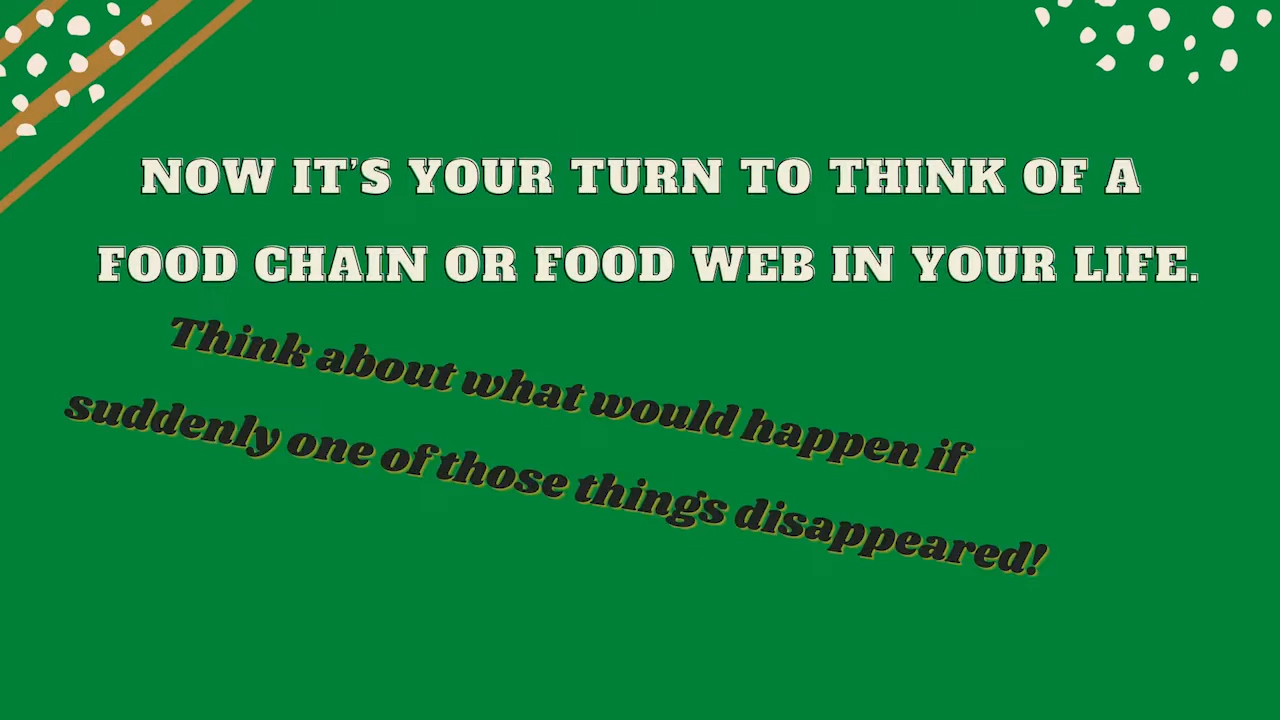 NOW IT'S YOUR TURN TO THINK OF A
FOOD CHAIN OR FOOD WEB IN YOUR LIFE.
Think about what would happen if
suddenly one of those things disappeared!